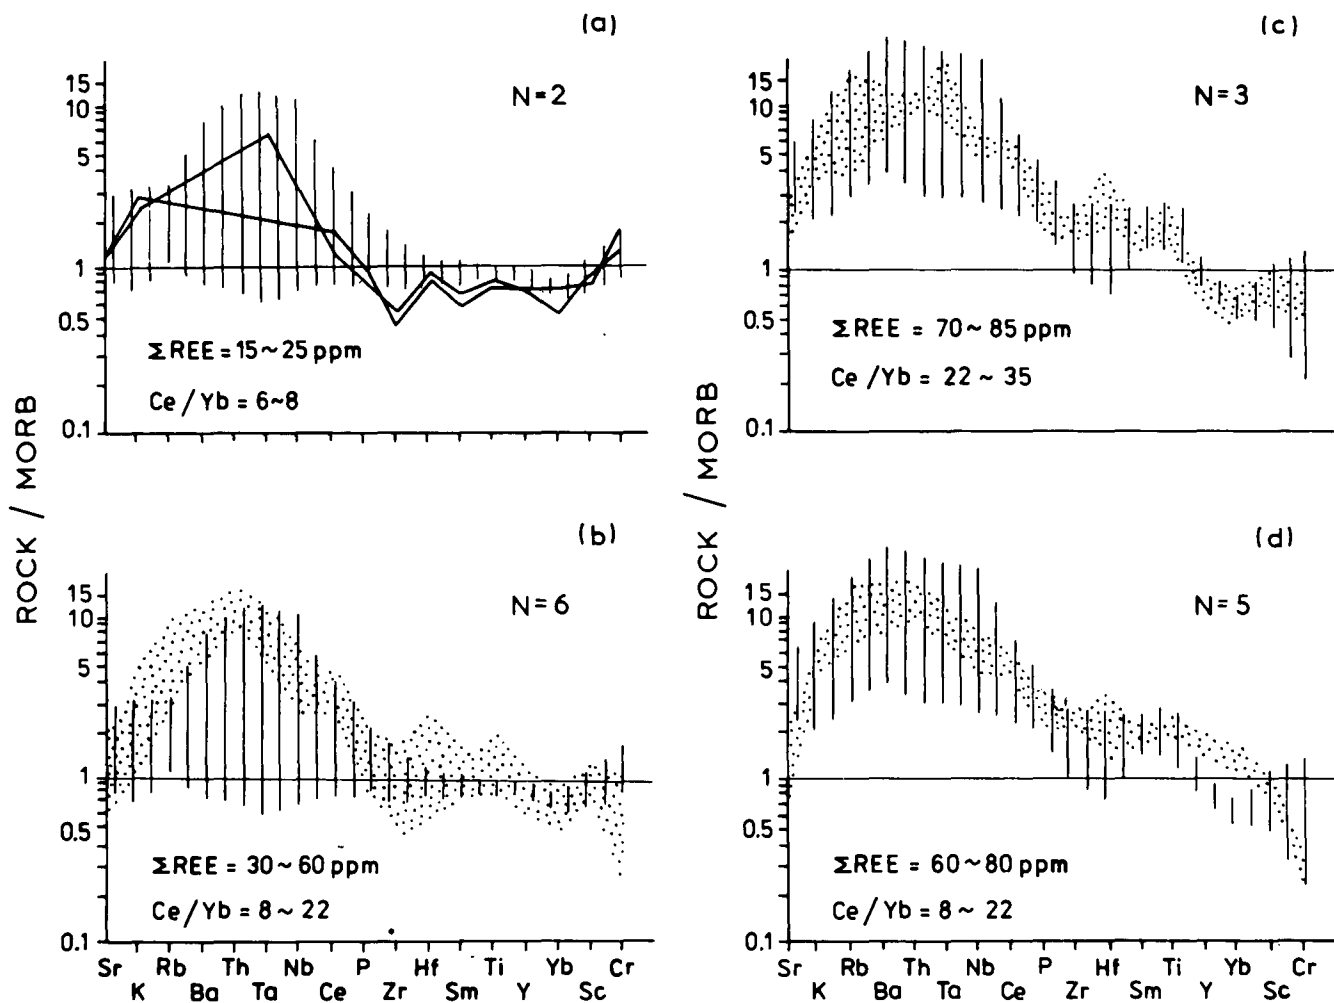 (a)
N=2
15
10
5
1
0.5
0.1
ΣREE = 15~25 ppm
Ce/Yb = 6~8
(b)
N=6
15
10
5
1
0.5
0.1
ΣREE = 30~60 ppm
Ce/Yb = 8~22
Sr K Rb Ba Th Ta Nb Ce P Zr Hf Sm Ti Y Yb Sc Cr
ROCK / MORB
(c)
N=3
15
10
5
1
0.5
0.1
ΣREE = 70~85 ppm
Ce/Yb = 22~35
(d)
N=5
15
10
5
1
0.5
0.1
ΣREE = 60~80 ppm
Ce/Yb = 8~22
Sr K Rb Ba Th Ta Nb Ce P Zr Hf Sm Ti Y Yb Sc Cr
ROCK / MORB